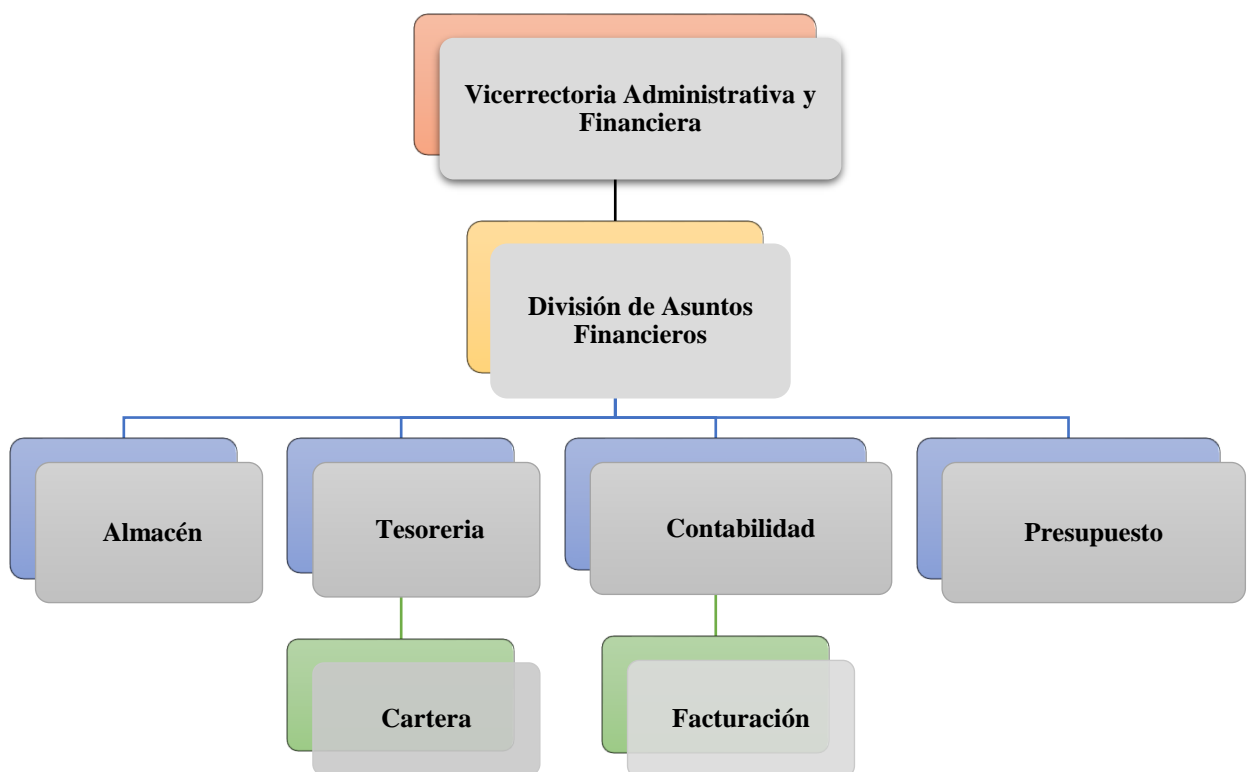 Vicerrectoria Administrativa y
Financiera
División de Asuntos
Financieros
Almacén
Tesoreria
Contabilidad
Presupuesto
Cartera
Facturación